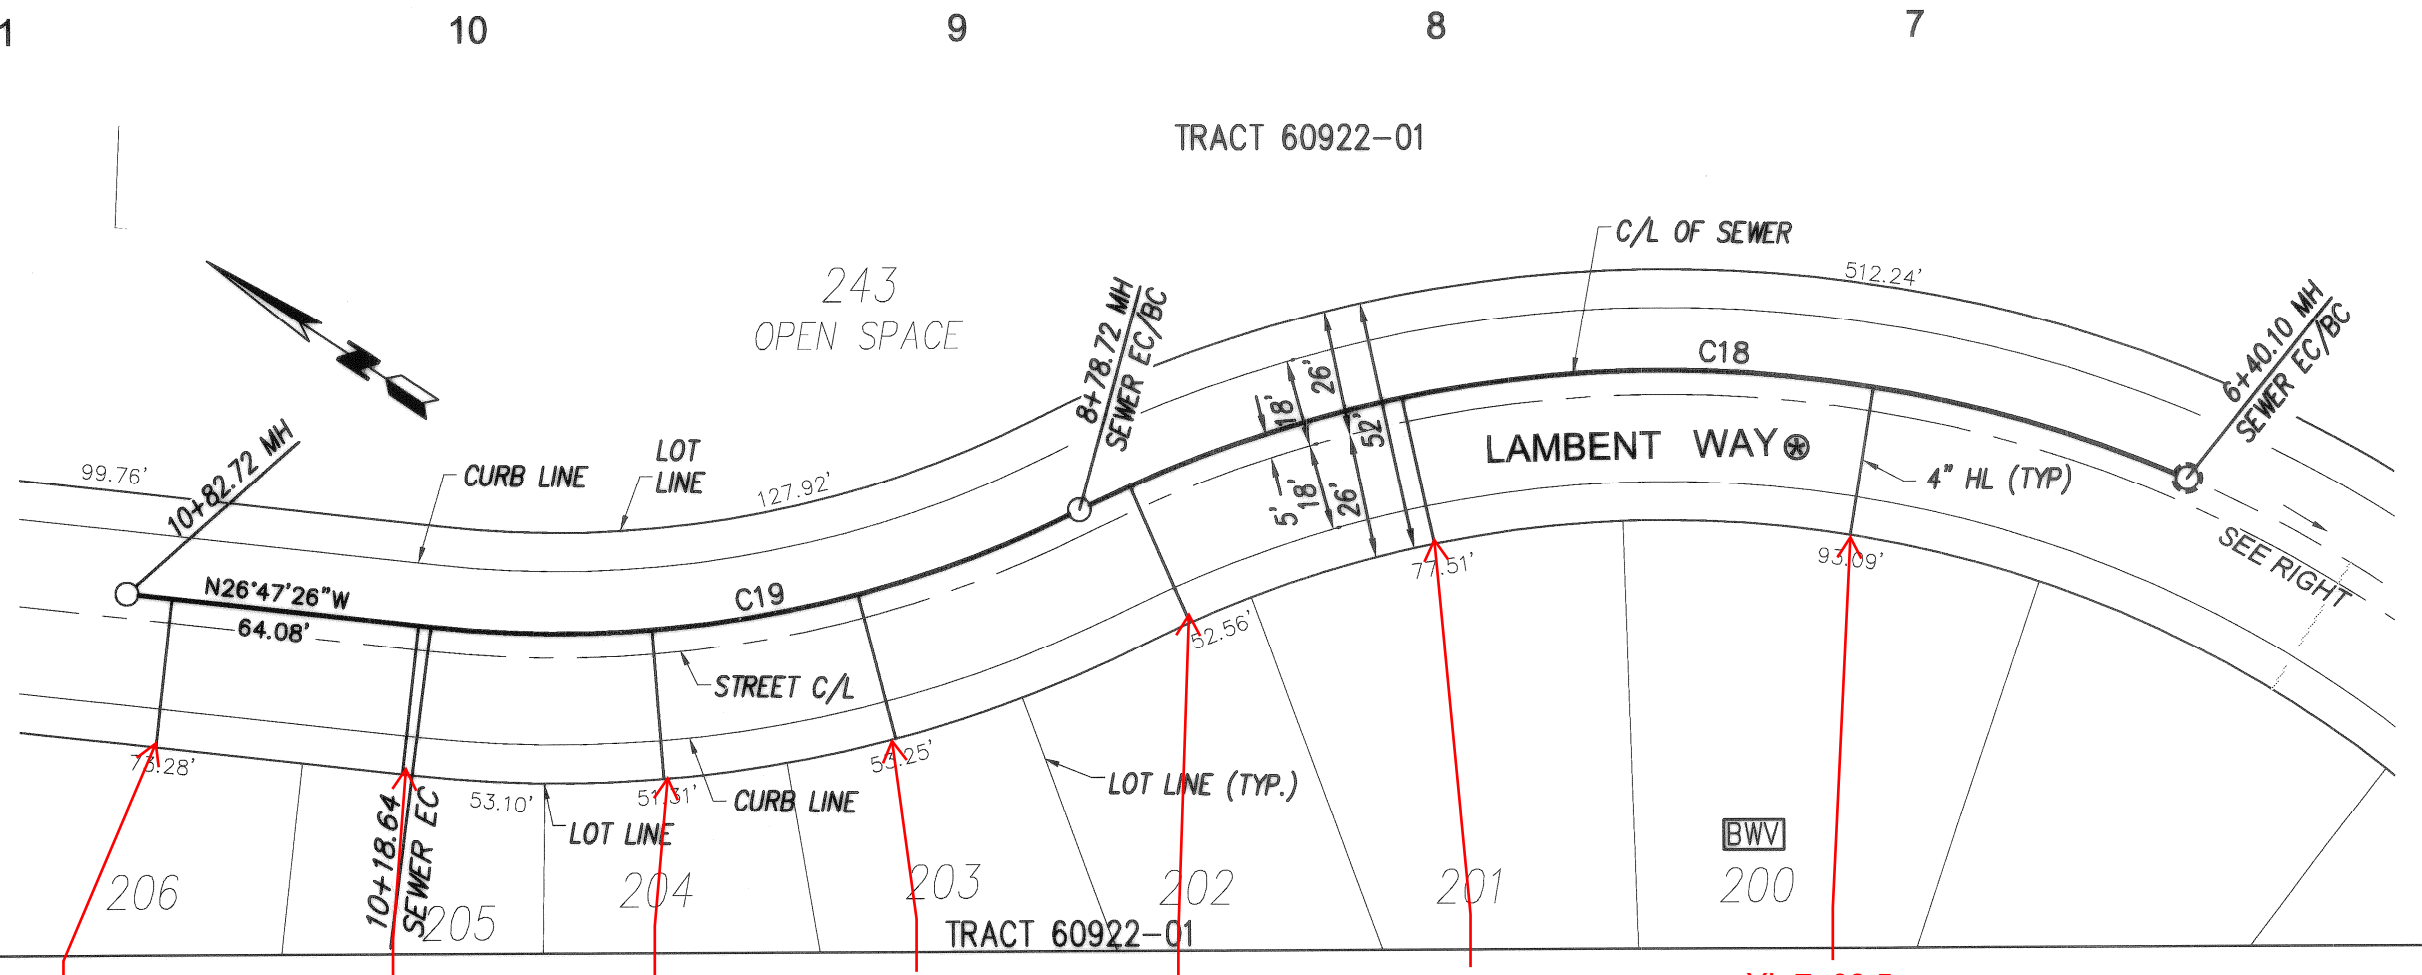 1 10 9 8 7
TRACT 60922-01
C/L OF SEWER
512.24'
243
OPEN SPACE
8+78.72 MH
SEWER EC/BC
6+40.10 MH
SEWER EC/BC
C18
26'
18'
52'
5'
18'
26'
LAMBENT WAY
4" HL (TYP)
SEE RIGHT
99.76'
10+82.72 MH
CURB LINE
LOT
LINE
127.92'
N26°47'26"W
64.08'
C19
STREET C/L
77.51'
93.09'
52.56'
73.28'
53.10'
51.31'
53.25'
LOT LINE (TYP.)
CURB LINE
LOT LINE
10+18.64
SEWER EC
BWV
206
205
204
203
202
201
200
TRACT 60922-01